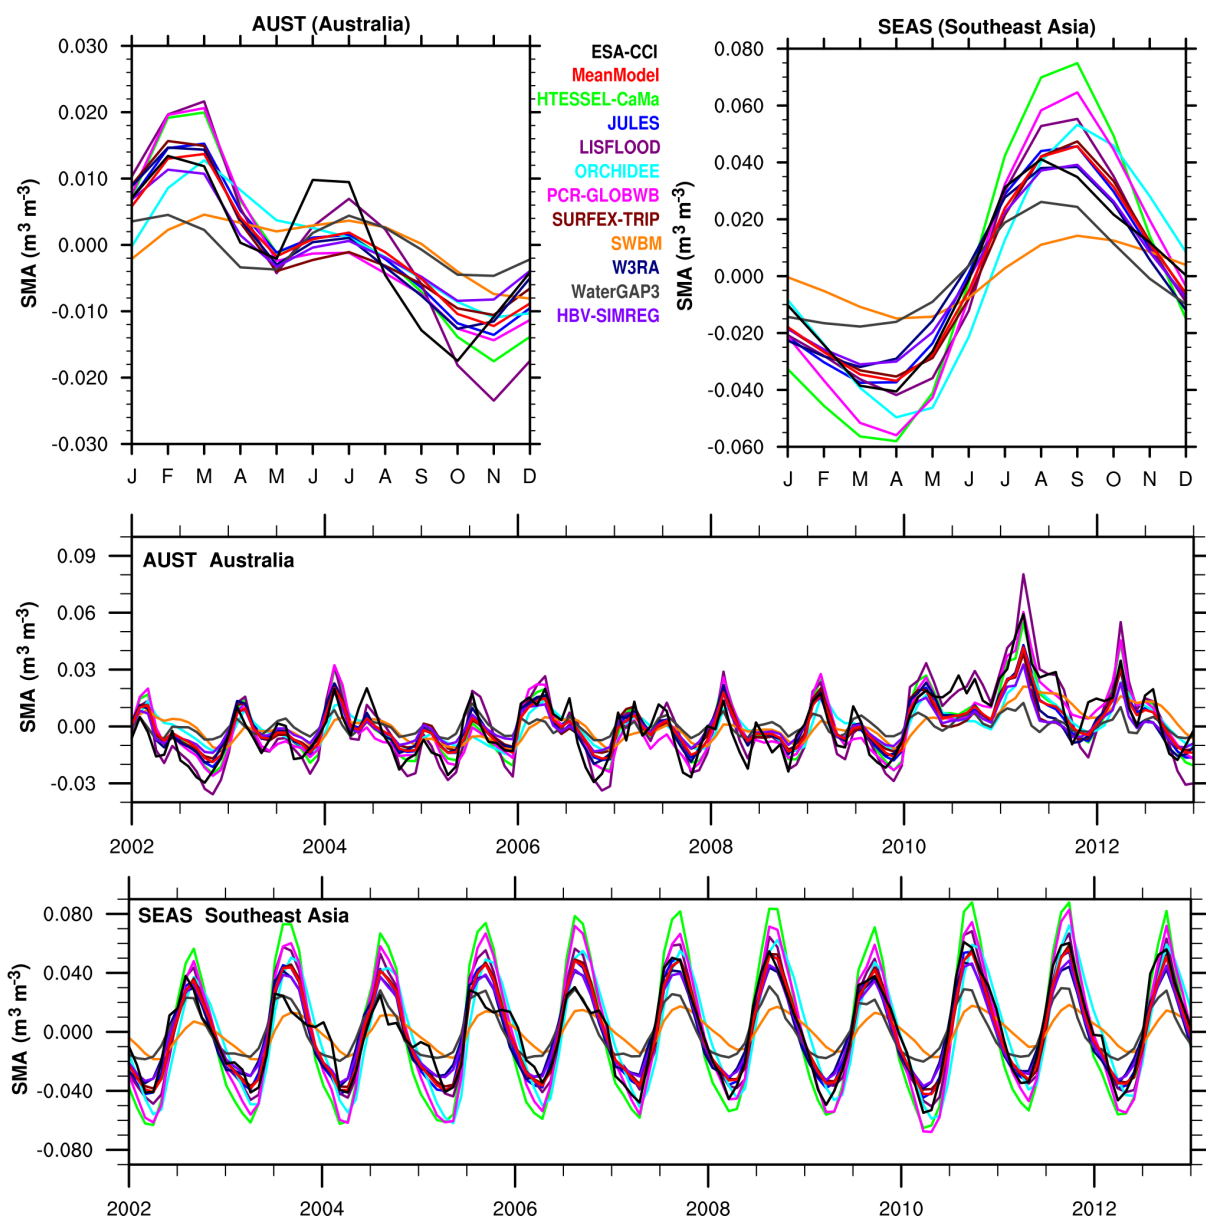 AUST (Australia)
SMA (m³ m⁻³)
0.030
0.020
0.010
0.000
-0.010
-0.020
-0.030
J F M A M J J A S O N D
ESA-CCI
MeanModel
HTESSEL-CaMa
JULES
LISFLOOD
ORCHIDEE
PCR-GLOBWB
SURFEX-TRIP
SWBM
W3RA
WaterGAP3
HBV-SIMREG
SEAS (Southeast Asia)
SMA (m³ m⁻³)
0.080
0.060
0.040
0.020
0.000
-0.020
-0.040
-0.060
J F M A M J J A S O N D
AUST Australia
SMA (m³ m⁻³)
0.09
0.06
0.03
0.00
-0.03
2002 2004 2006 2008 2010 2012
SEAS Southeast Asia
SMA (m³ m⁻³)
0.080
0.040
0.000
-0.040
-0.080
2002 2004 2006 2008 2010 2012